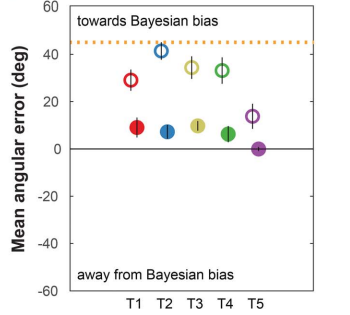 60
towards Bayesian bias
40
20
0
-20
-40
away from Bayesian bias
-60
Mean angular error (deg)
T1 T2 T3 T4 T5